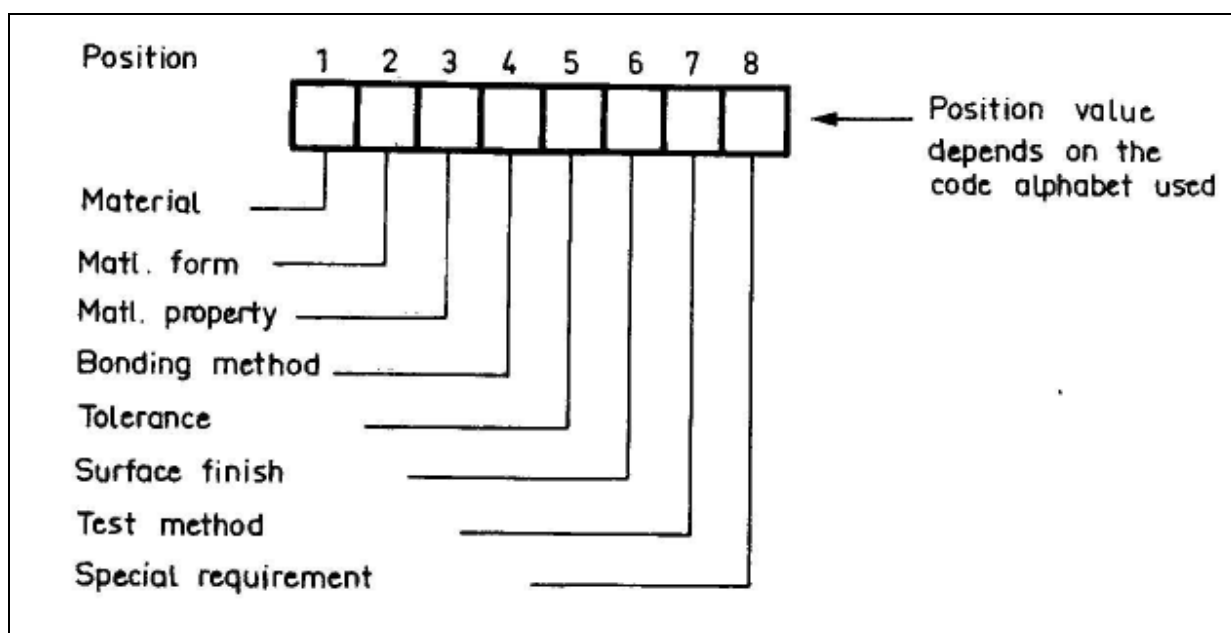 Position 1 2 3 4 5 6 7 8
Position value
depends on the
code alphabet used
Material
Matl. form
Matl. property
Bonding method
Tolerance
Surface finish
Test method
Special requirement